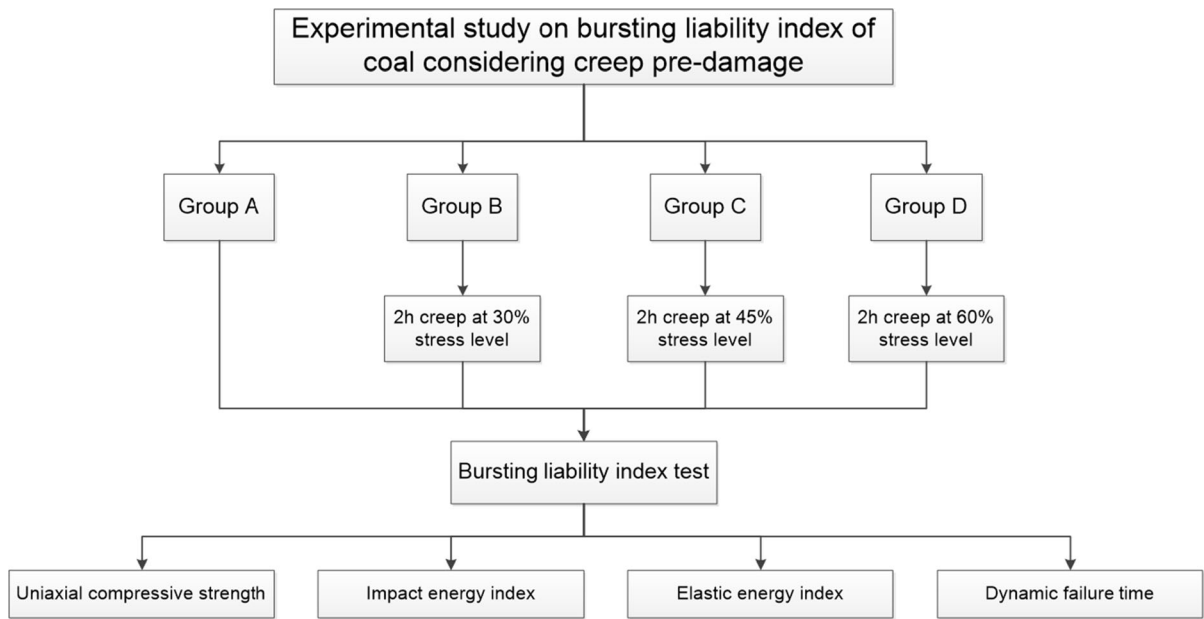 Experimental study on bursting liability index of
coal considering creep pre-damage
Group A
Group B
Group C
Group D
2h creep at 30%
stress level
2h creep at 45%
stress level
2h creep at 60%
stress level
Bursting liability index test
Uniaxial compressive strength
Impact energy index
Elastic energy index
Dynamic failure time